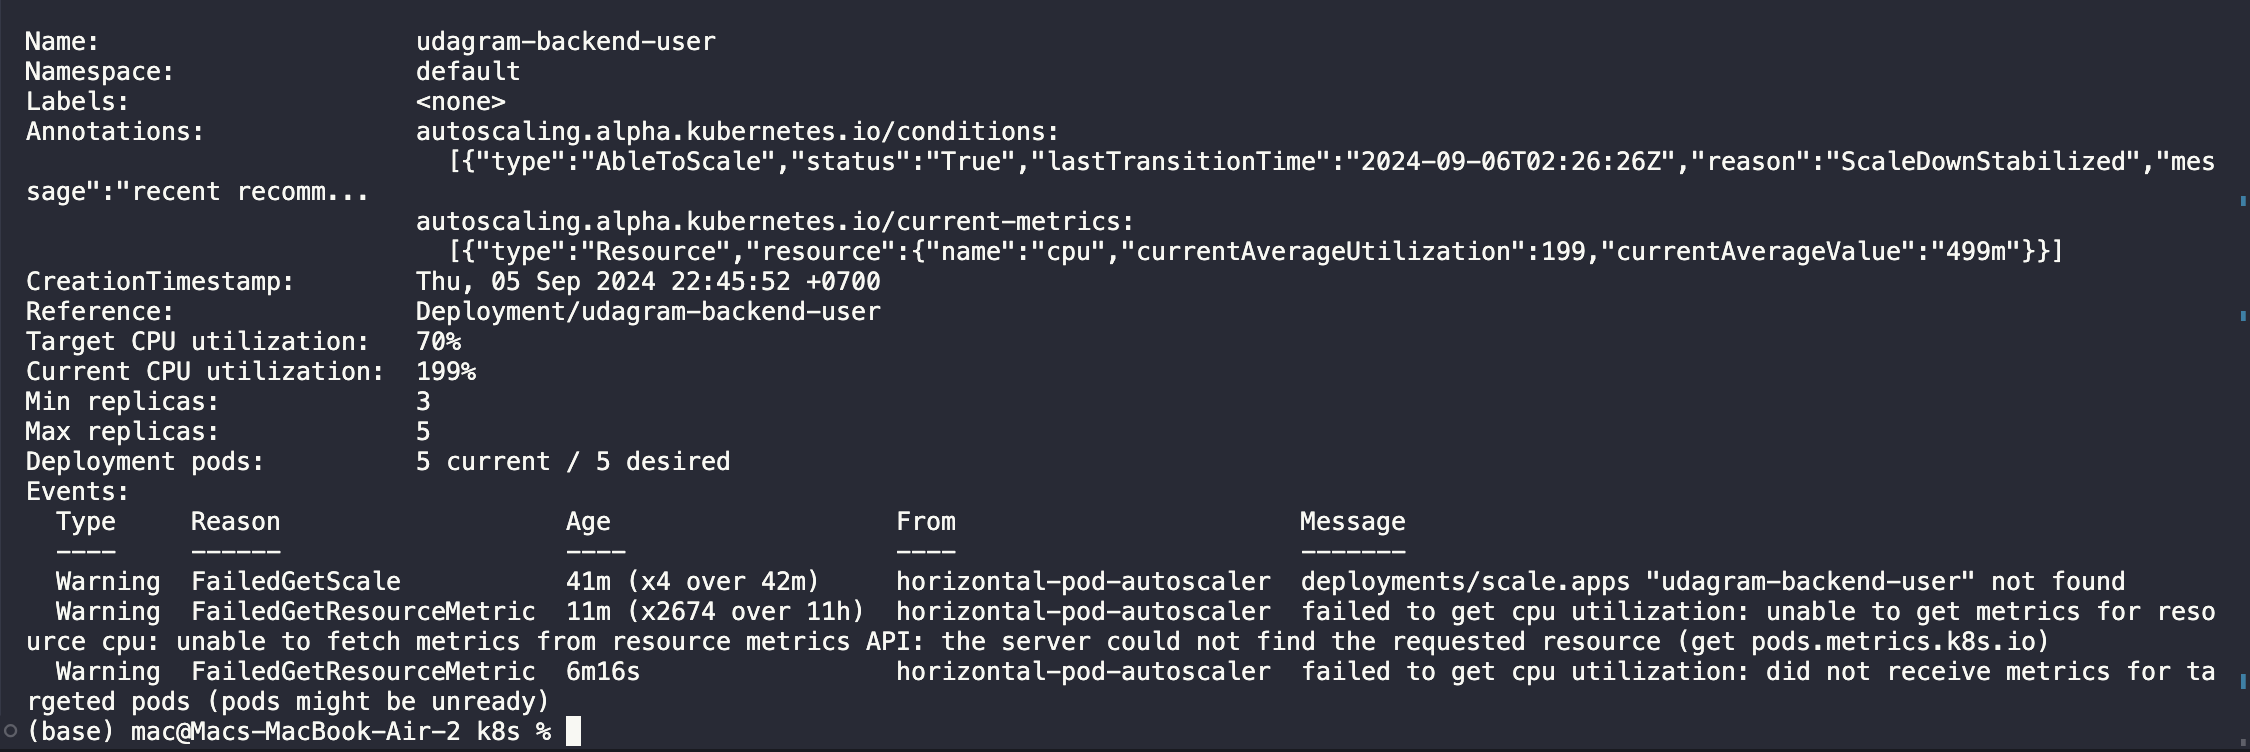 Name:                     udagram-backend-user
Namespace:                default
Labels:                   <none>
Annotations:              autoscaling.alpha.kubernetes.io/conditions:
                            [{"type":"AbleToScale","status":"True","lastTransitionTime":"2024-09-06T02:26:26Z","reason":"ScaleDownStabilized","mes
sage":"recent recomm...
                          autoscaling.alpha.kubernetes.io/current-metrics:
                            [{"type":"Resource","resource":{"name":"cpu","currentAverageUtilization":199,"currentAverageValue":"499m"}}]
CreationTimestamp:        Thu, 05 Sep 2024 22:45:52 +0700
Reference:                Deployment/udagram-backend-user
Target CPU utilization:   70%
Current CPU utilization:  199%
Min replicas:             3
Max replicas:             5
Deployment pods:          5 current / 5 desired
Events:
  Type     Reason                   Age                   From                       Message
  ----     ------                   ----                  ----                       -------
  Warning  FailedGetScale           41m (x4 over 42m)     horizontal-pod-autoscaler  deployments/scale.apps "udagram-backend-user" not found
  Warning  FailedGetResourceMetric  11m (x2674 over 11h)  horizontal-pod-autoscaler  failed to get cpu utilization: unable to get metrics for reso
urce cpu: unable to fetch metrics from resource metrics API: the server could not find the requested resource (get pods.metrics.k8s.io)
  Warning  FailedGetResourceMetric  6m16s                 horizontal-pod-autoscaler  failed to get cpu utilization: did not receive metrics for ta
rgeted pods (pods might be unready)
(base) mac@Macs-MacBook-Air-2 k8s %